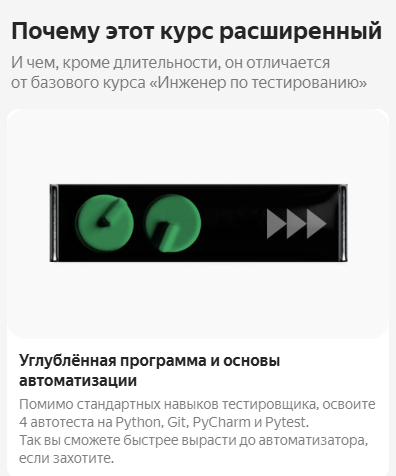 Почему этот курс расширенный
И чем, кроме длительности, он отличается
от базового курса «Инженер по тестированию»
Углублённая программа и основы
автоматизации
Помимо стандартных навыков тестировщика, освоите
4 автотеста на Python, Git, PyCharm и Pytest.
Так вы сможете быстрее вырасти до автоматизатора,
если захотите.